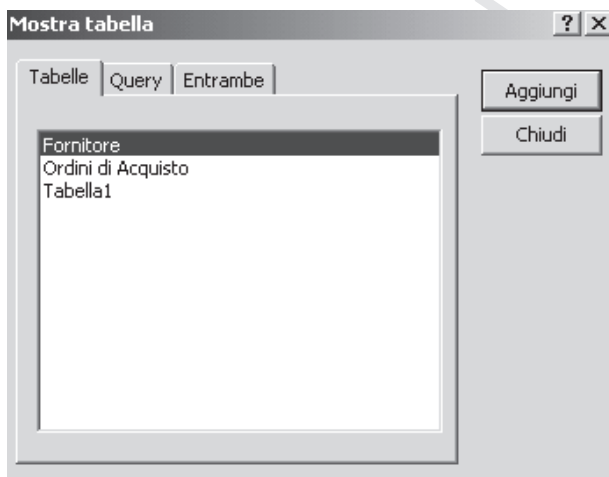 Mostra tabella
Tabelle Query Entrambe
Aggiungi
Chiudi
Fornitore
Ordini di Acquisto
Tabella1